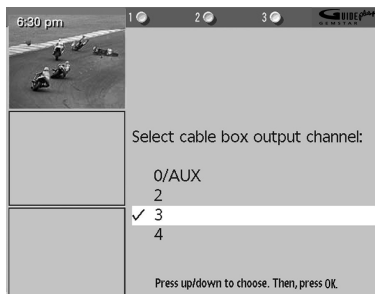 6:30 pm
1 2 3 GUIDE Plus
GEMSTAR
Select cable box output channel:
0/AUX
2
✓ 3
4
Press up/down to choose. Then, press OK.